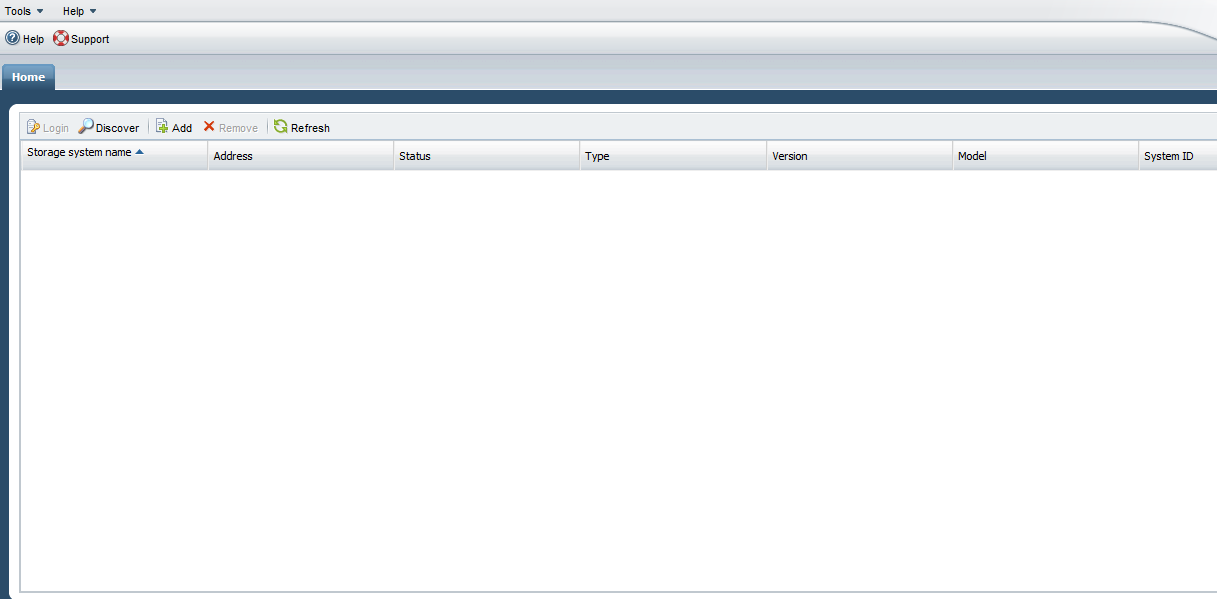 Tools Help
Help Support
Home
Login Discover Add Remove Refresh
Storage system name Address Status Type Version Model System ID